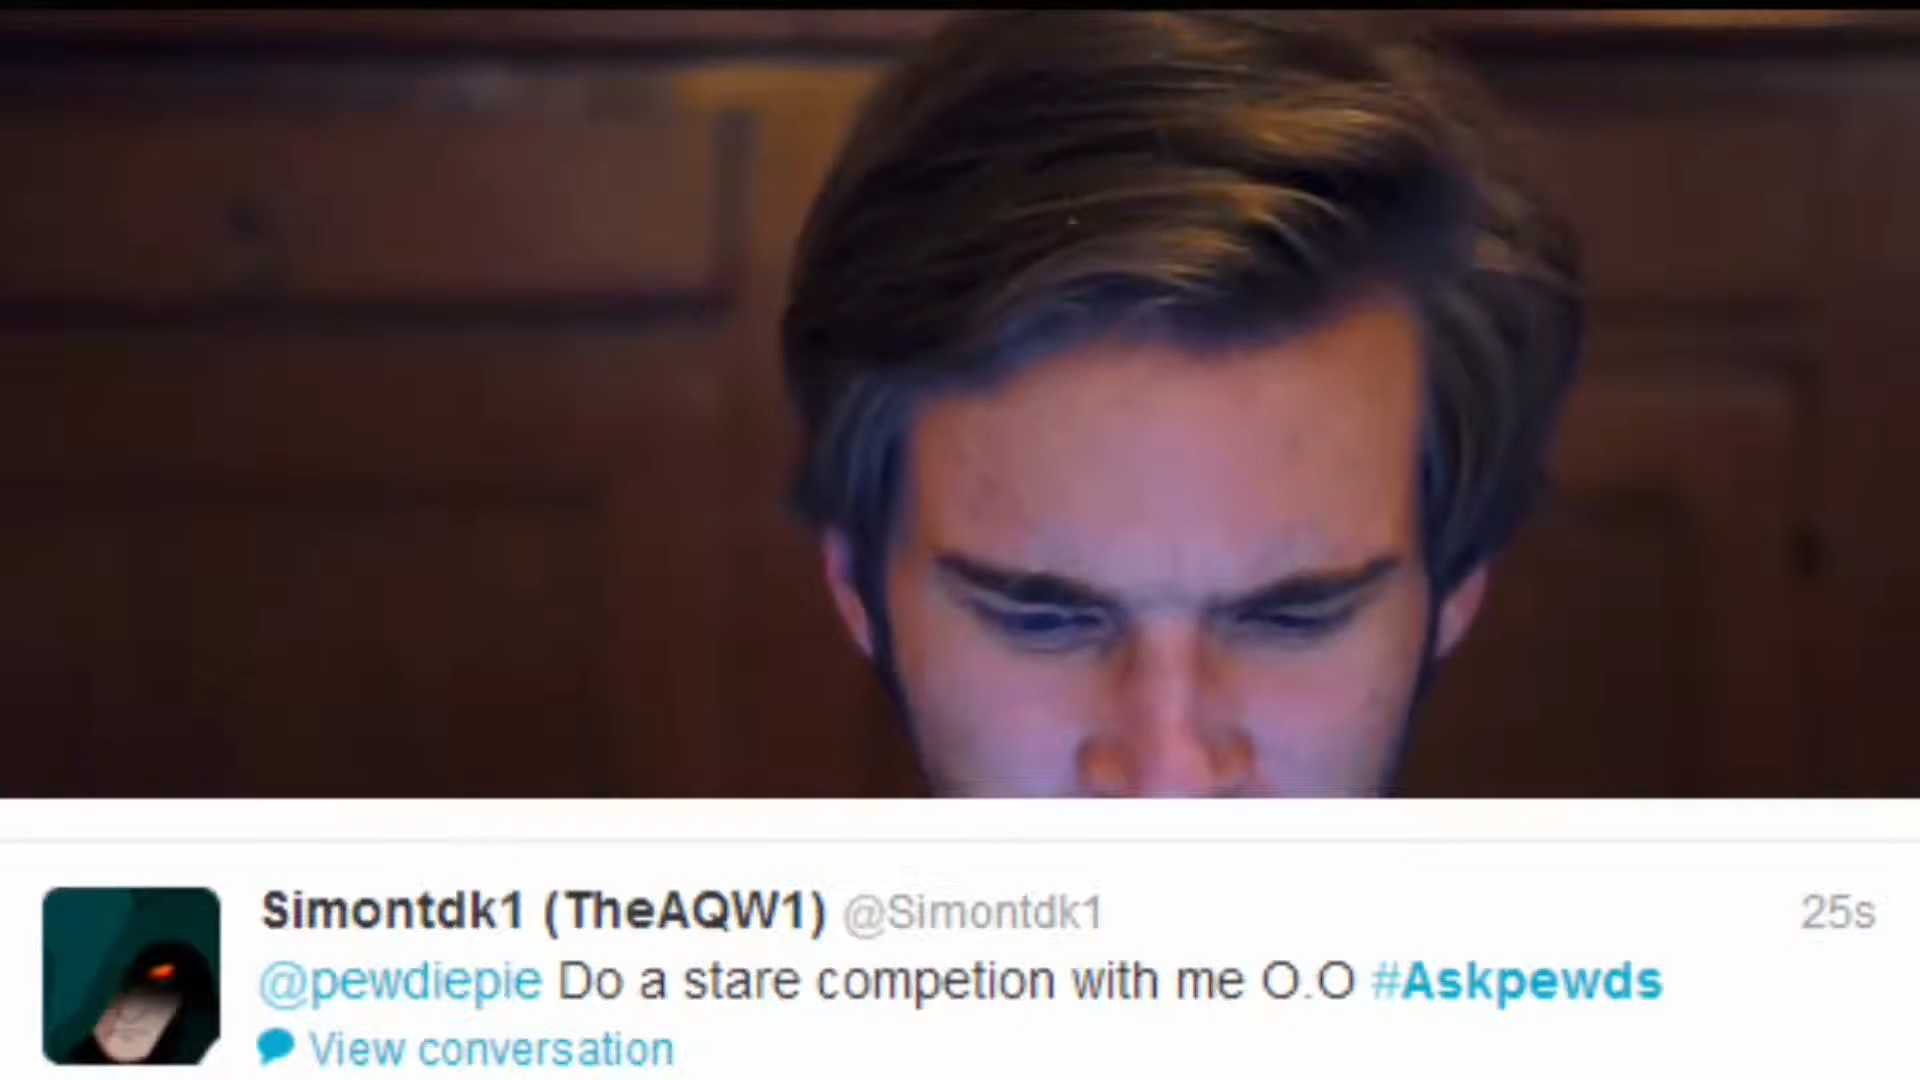 Simontdk1 (TheAQW1) @Simontdk1 25s
@pewdiepie Do a stare competion with me O.O #Askpewds
View conversation